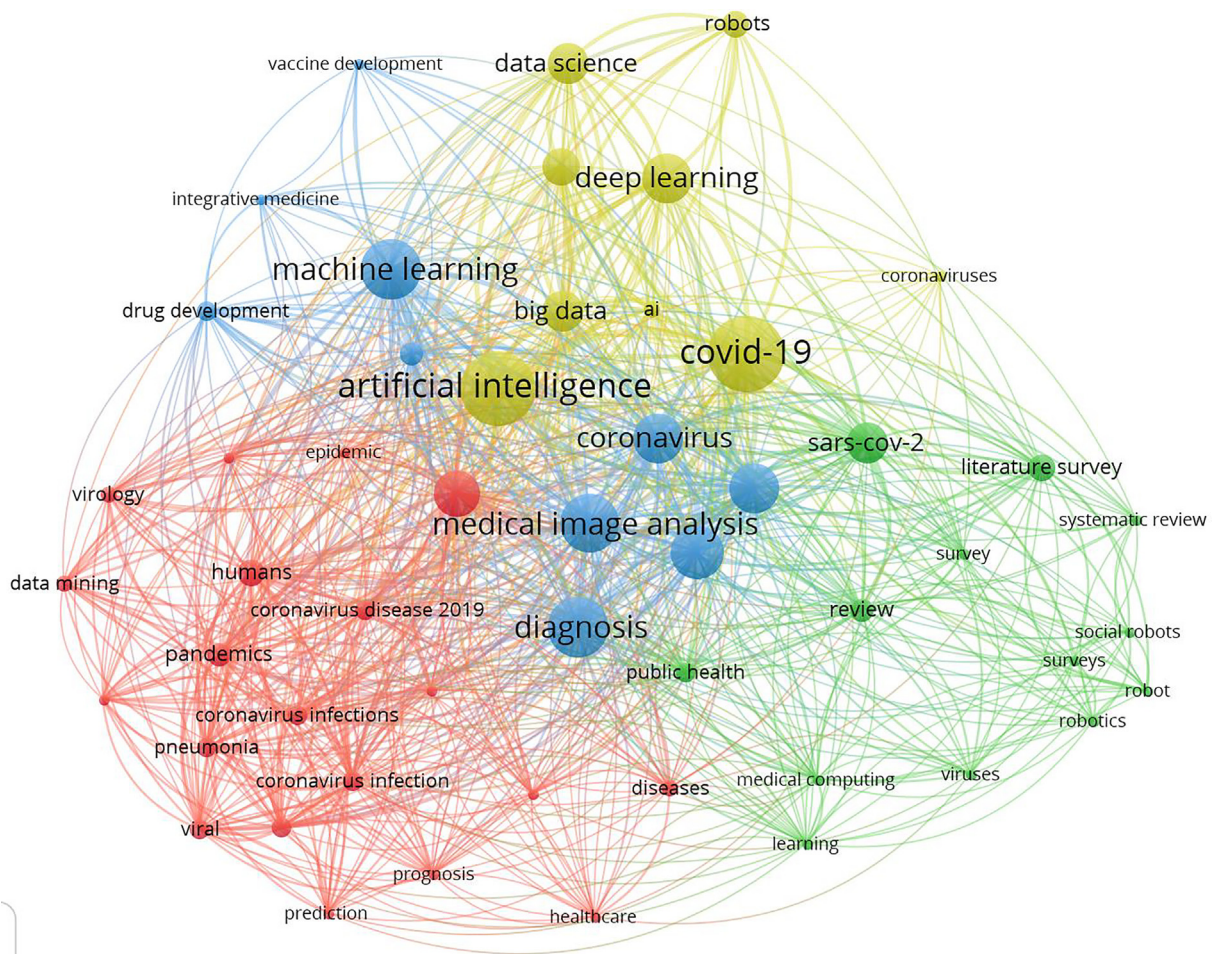 robots
data science
vaccine development
deep learning
integrative medicine
machine learning
coronaviruses
drug development
big data
ai
covid-19
artificial intelligence
coronavirus
sars-cov-2
epidemic
literature survey
virology
systematic review
medical image analysis
survey
humans
data mining
coronavirus disease 2019
review
diagnosis
social robots
pandemics
surveys
public health
robot
coronavirus infections
robotics
pneumonia
viruses
medical computing
coronavirus infection
diseases
viral
learning
prognosis
prediction
healthcare